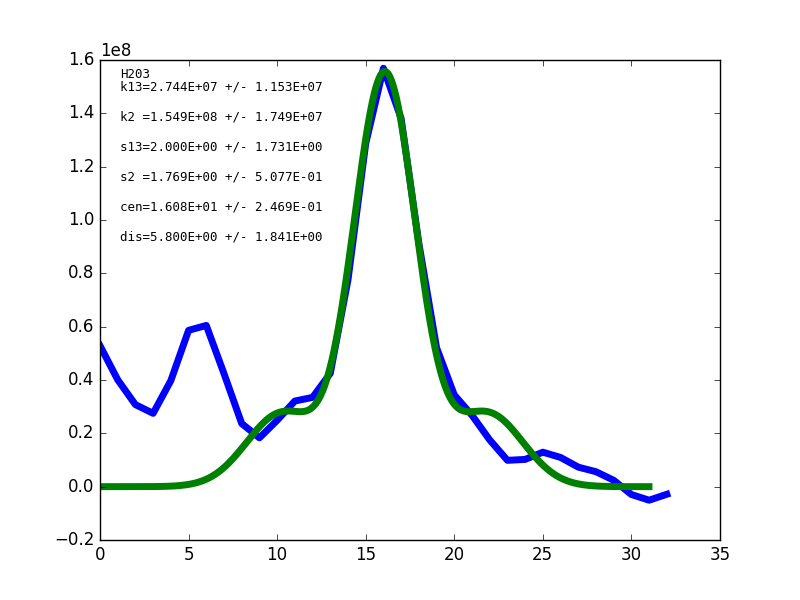 1e8
H203
k13=2.744E+07 +/- 1.153E+07
k2 =1.549E+08 +/- 1.749E+07
s13=2.000E+00 +/- 1.731E+00
s2 =1.769E+00 +/- 5.077E-01
cen=1.608E+01 +/- 2.469E-01
dis=5.800E+00 +/- 1.841E+00
1.6
1.4
1.2
1.0
0.8
0.6
0.4
0.2
0.0
−0.2
0 5 10 15 20 25 30 35